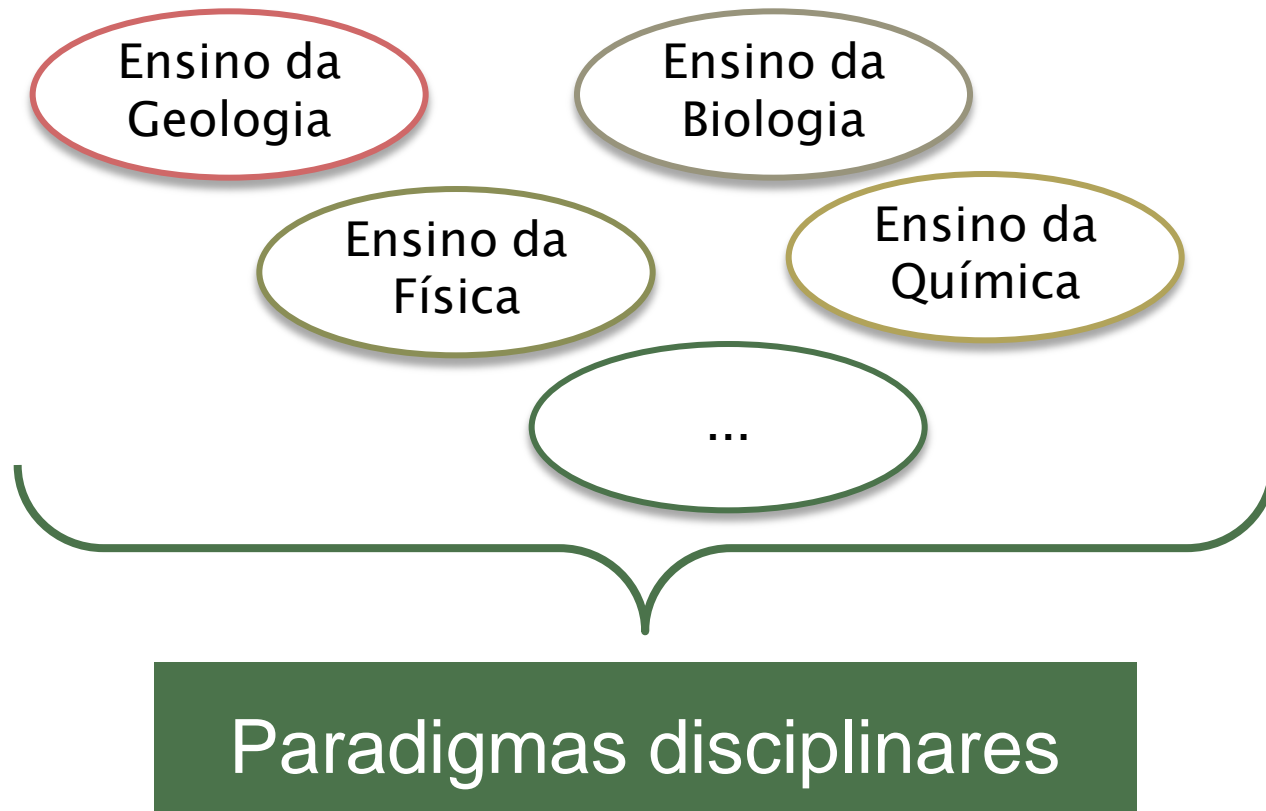 Ensino da
Geologia
Ensino da
Biologia
Ensino da
Física
Ensino da
Química
...
Paradigmas disciplinares